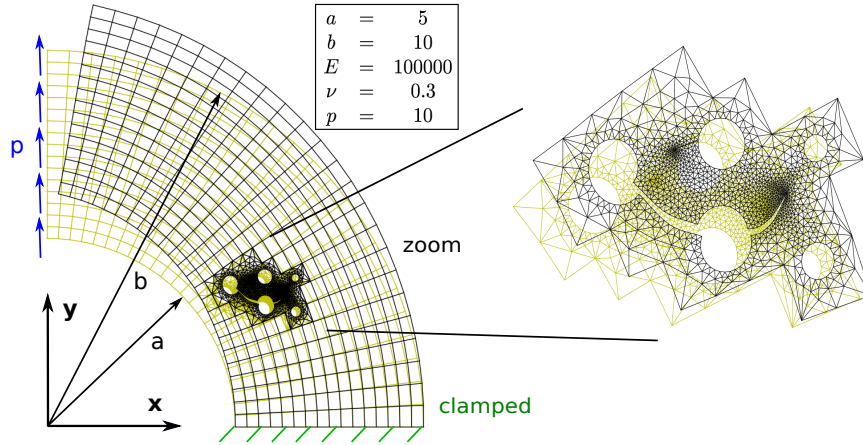 a = 5
b = 10
E = 100000
ν = 0.3
p = 10
p
zoom
b
y
a
x
clamped